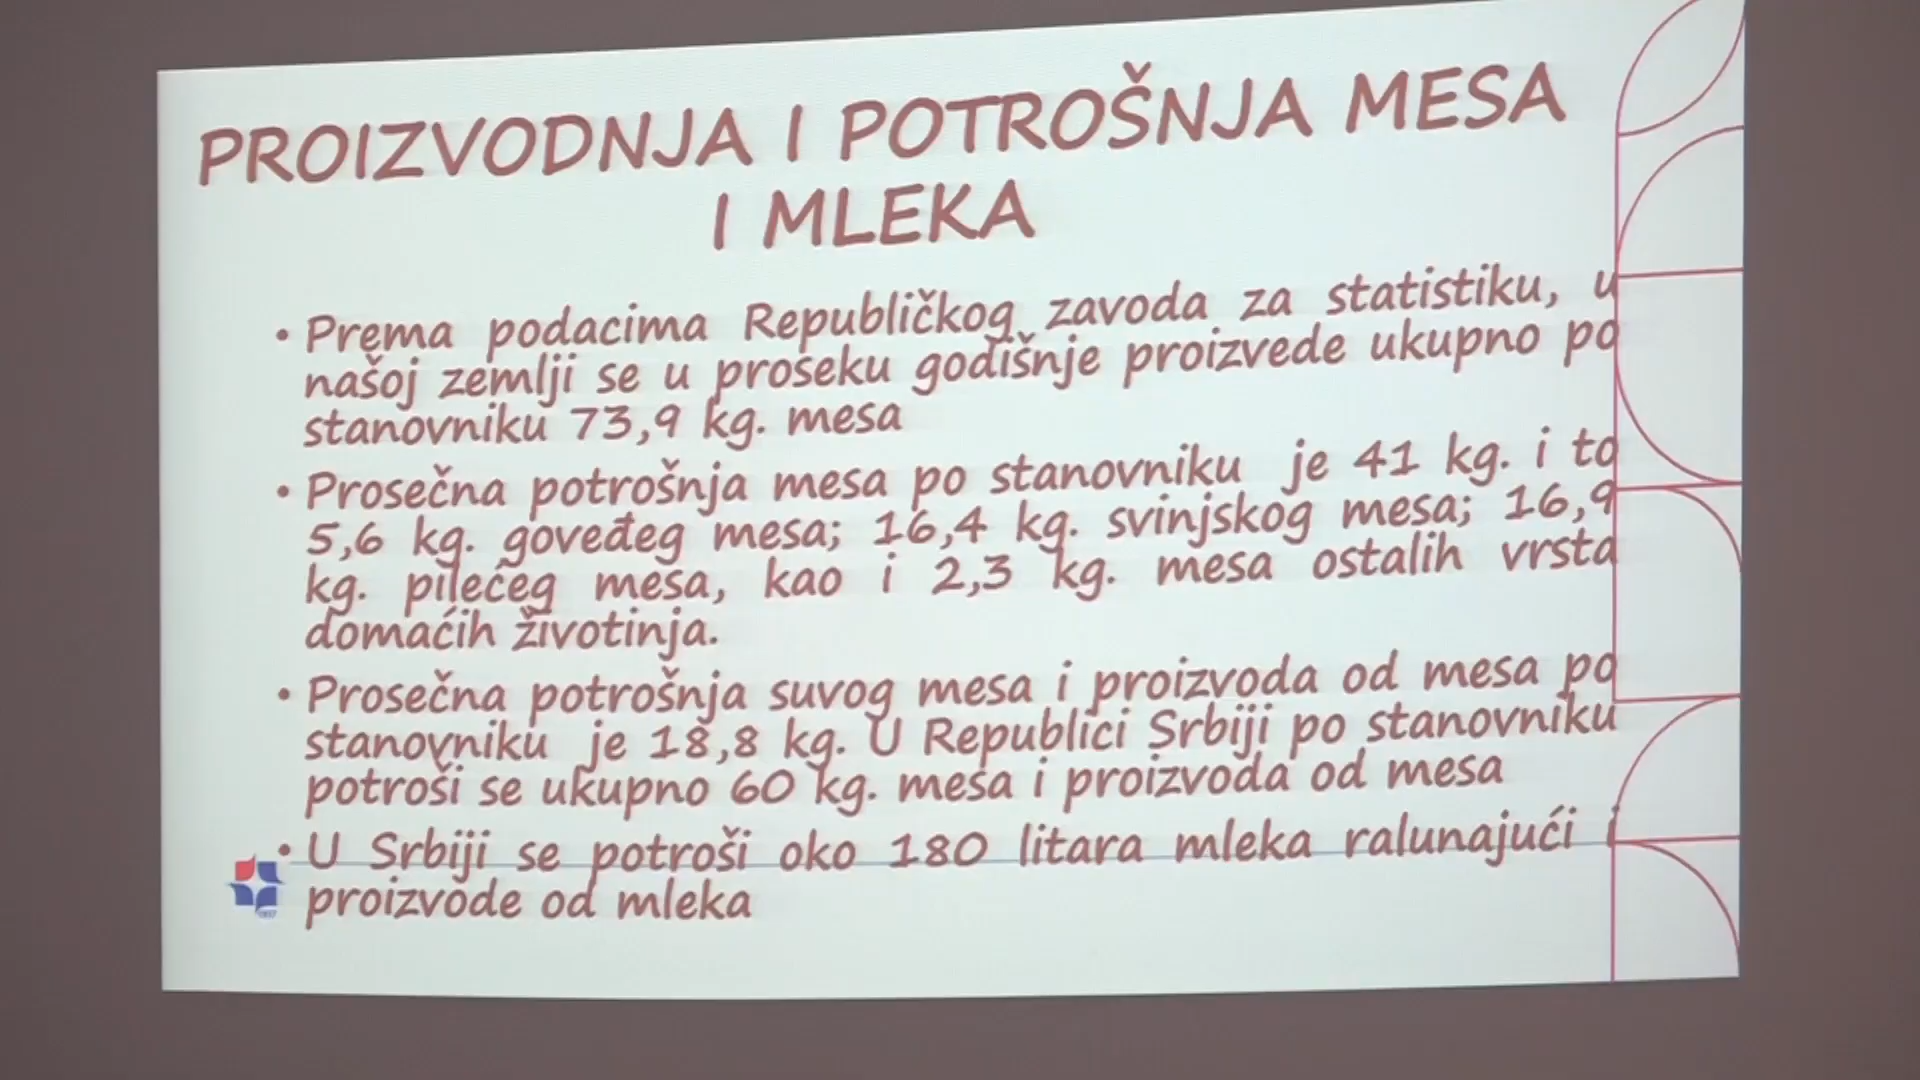 PROIZVODNJA I POTROŠNJA MESA
I MLEKA
• Prema podacima Republičkog zavoda za statistiku, u
našoj zemlji se u proseku godišnje proizvede ukupno po
stanovniku 73,9 kg. mesa
• Prosečna potrošnja mesa po stanovniku je 41 kg. i to
5,6 kg. goveđeg mesa; 16,4 kg. svinjskog mesa; 16,9
kg. pilećeg mesa, kao i 2,3 kg. mesa ostalih vrsta
domaćih životinja.
• Prosečna potrošnja suvog mesa i proizvoda od mesa po
stanovniku je 18,8 kg. U Republici Srbiji po stanovniku
potroši se ukupno 60 kg. mesa i proizvoda od mesa
• U Srbiji se potroši oko 180 litara mleka ralunajući i
proizvode od mleka